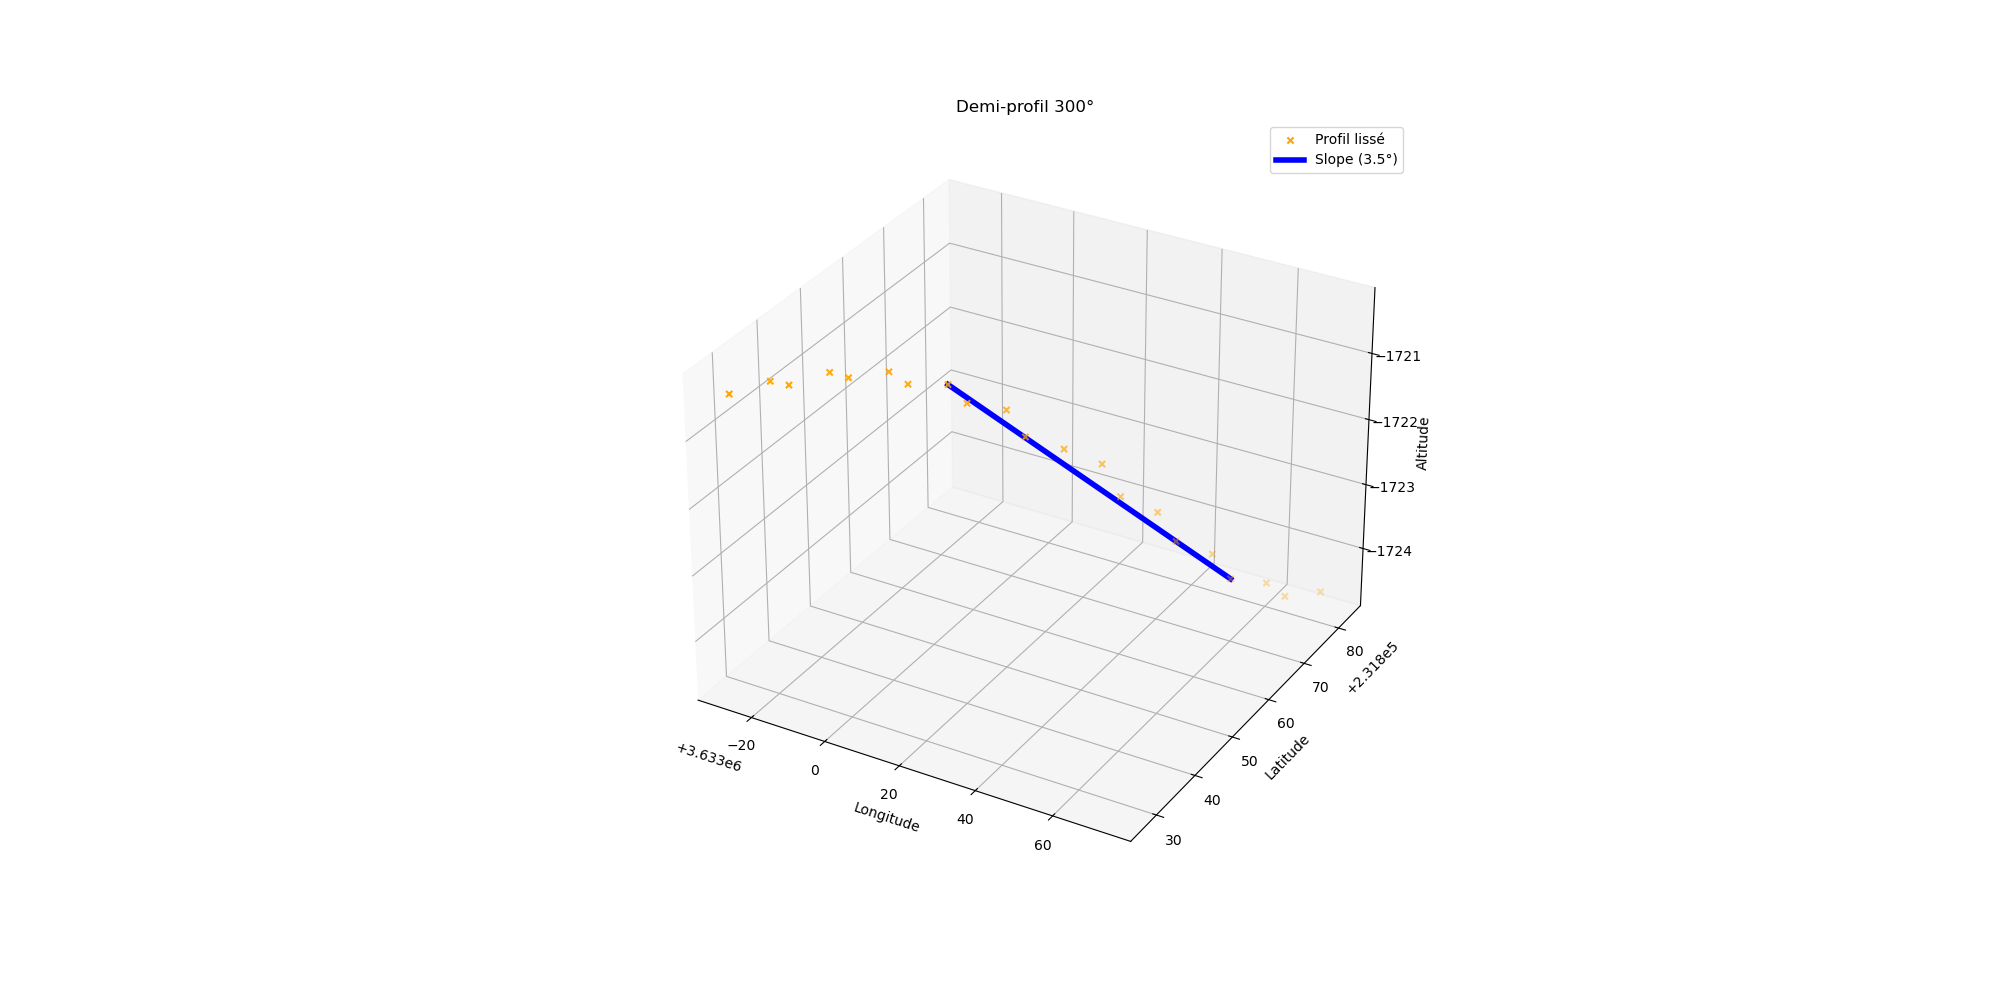 Demi-profil 300°
Profil lissé
Slope (3.5°)
−1721
−1722
−1723
−1724
Altitude
80
70
60
50
40
30
+2.318e5
Latitude
−20
0
20
40
60
+3.633e6
Longitude